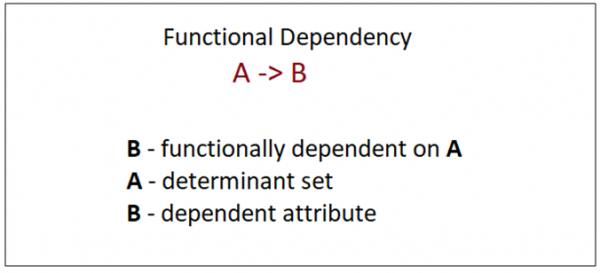 Functional Dependency
A -> B
B - functionally dependent on A
A - determinant set
B - dependent attribute